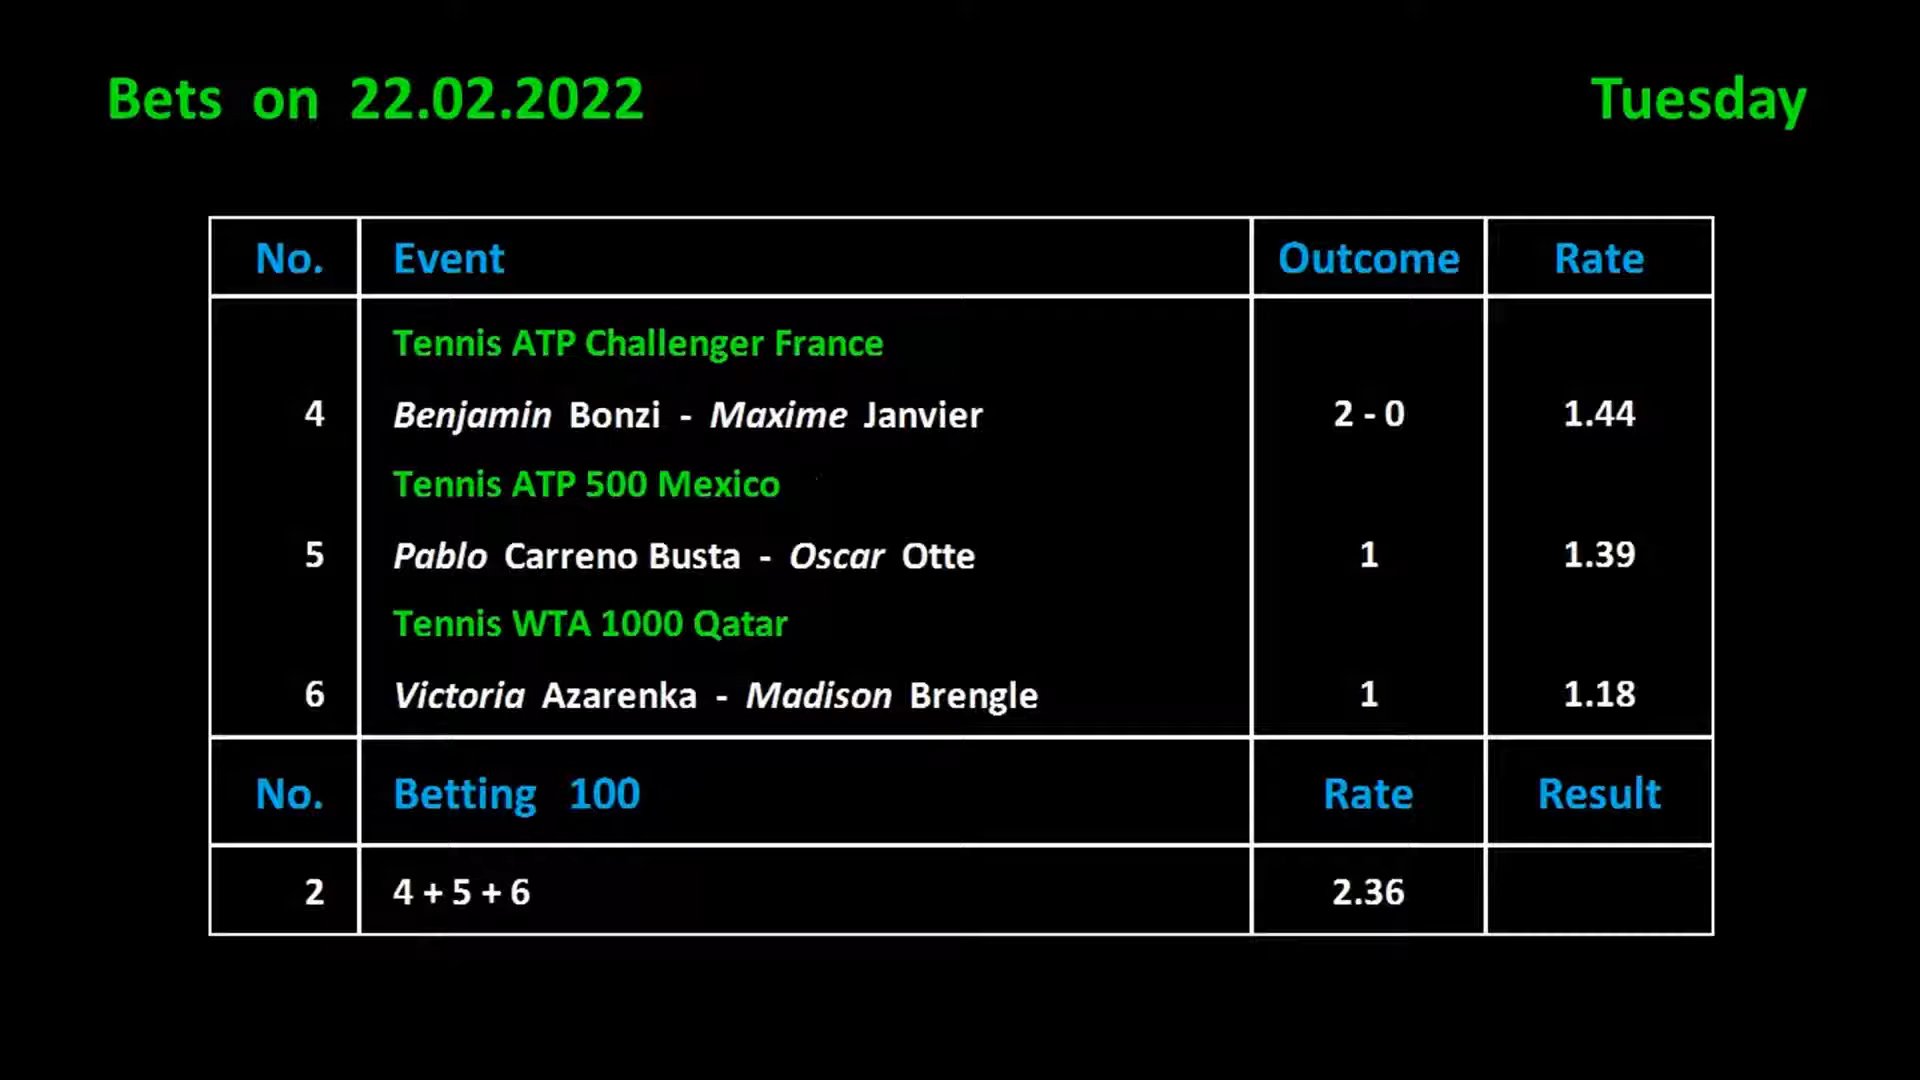 Bets on 22.02.2022 Tuesday
No. Event Outcome Rate
Tennis ATP Challenger France
4 Benjamin Bonzi - Maxime Janvier 2 - 0 1.44
Tennis ATP 500 Mexico
5 Pablo Carreno Busta - Oscar Otte 1 1.39
Tennis WTA 1000 Qatar
6 Victoria Azarenka - Madison Brengle 1 1.18
No. Betting 100 Rate Result
2 4 + 5 + 6 2.36